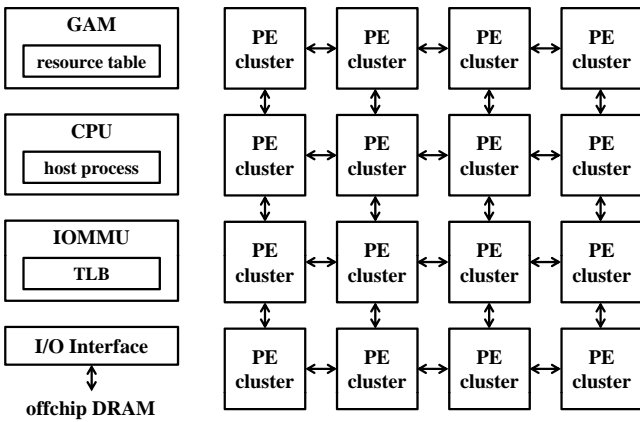 GAM
resource table
CPU
host process
IOMMU
TLB
I/O Interface
offchip DRAM
PE
cluster
PE
cluster
PE
cluster
PE
cluster
PE
cluster
PE
cluster
PE
cluster
PE
cluster
PE
cluster
PE
cluster
PE
cluster
PE
cluster
PE
cluster
PE
cluster
PE
cluster
PE
cluster